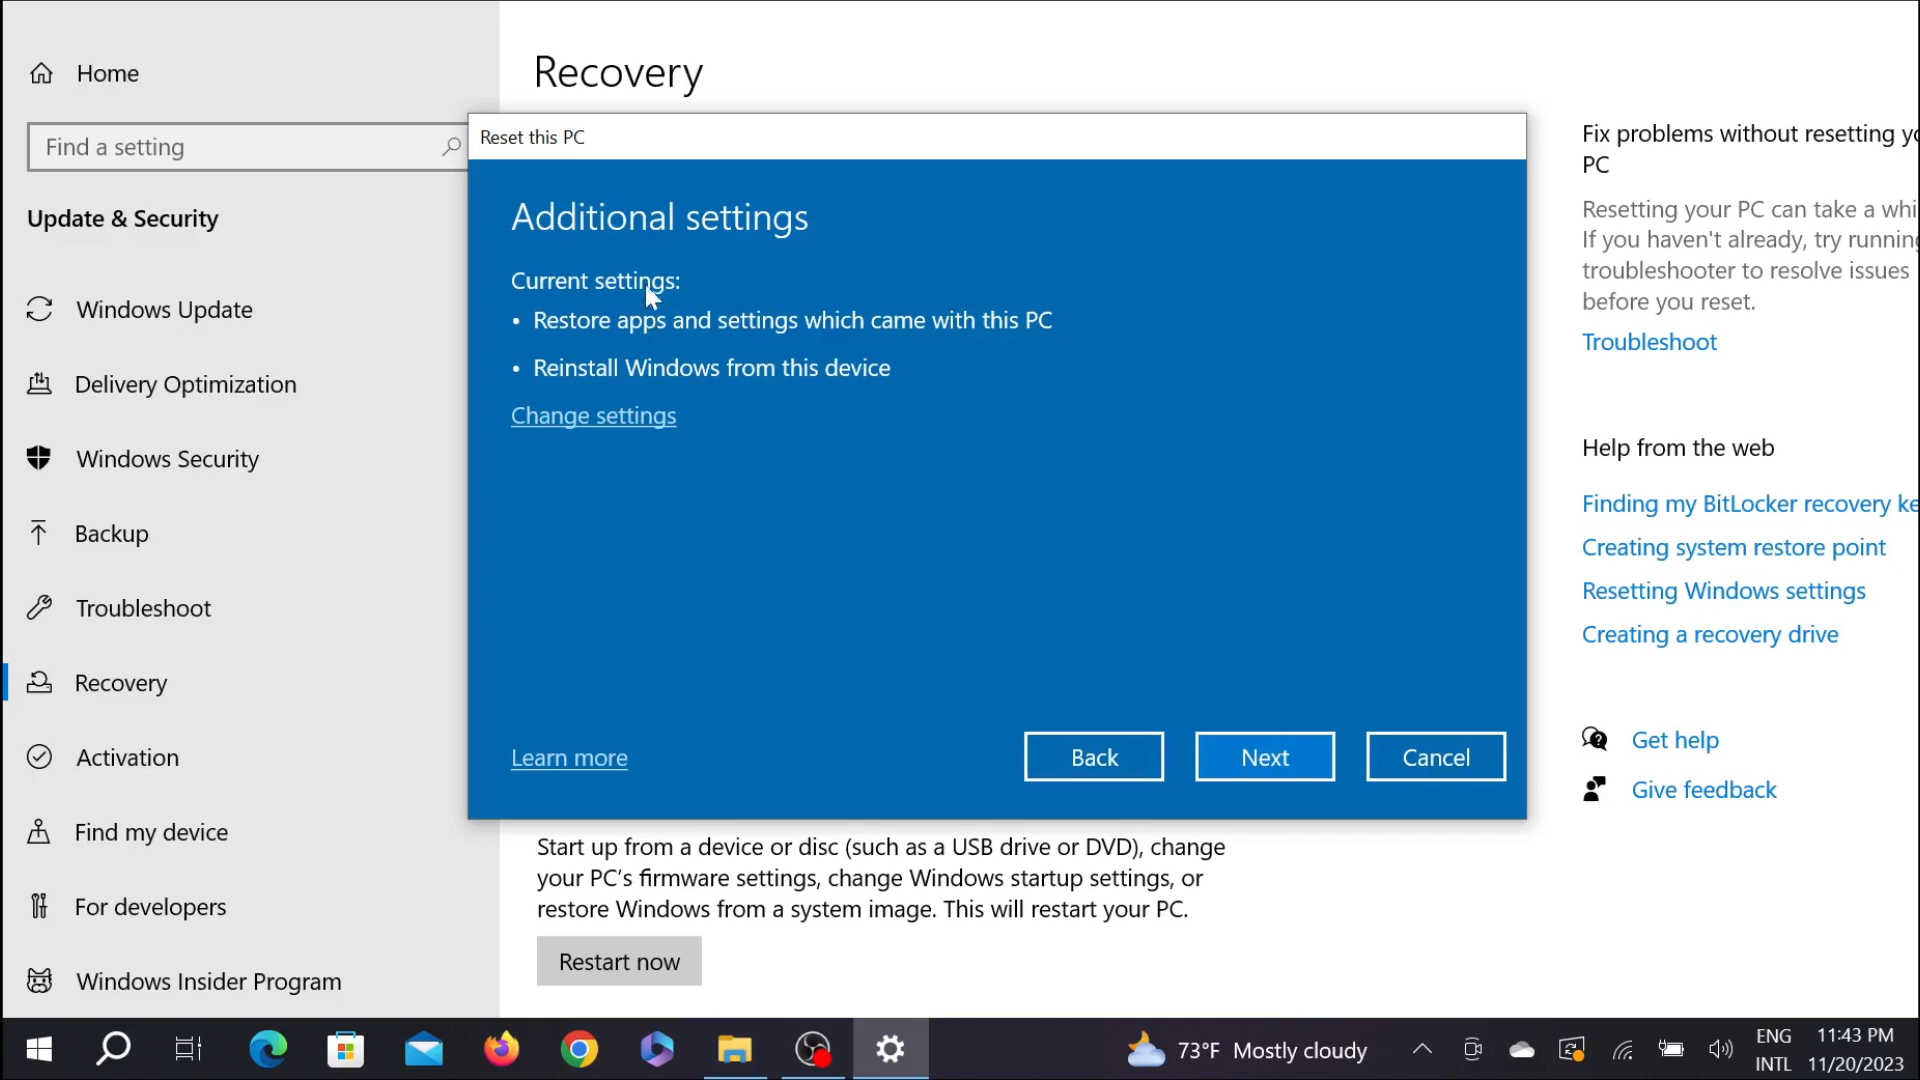 Home
Find a setting
Update & Security
Windows Update
Delivery Optimization
Windows Security
Backup
Troubleshoot
Recovery
Activation
Find my device
For developers
Windows Insider Program
Recovery
Reset this PC
Additional settings
Current settings:
• Restore apps and settings which came with this PC
• Reinstall Windows from this device
Change settings
Learn more
Back
Next
Cancel
Start up from a device or disc (such as a USB drive or DVD), change
your PC's firmware settings, change Windows startup settings, or
restore Windows from a system image. This will restart your PC.
Restart now
Fix problems without resetting yo
PC
Resetting your PC can take a whi
If you haven't already, try running
troubleshooter to resolve issues
before you reset.
Troubleshoot
Help from the web
Finding my BitLocker recovery ke
Creating system restore point
Resetting Windows settings
Creating a recovery drive
Get help
Give feedback
73°F Mostly cloudy
ENG
INTL
11:43 PM
11/20/2023